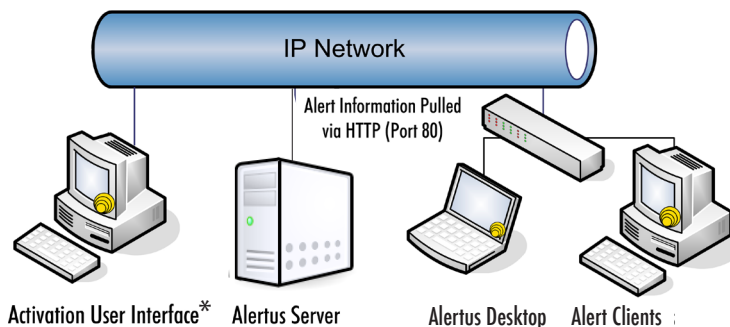 IP Network
Alert Information Pulled
via HTTP (Port 80)
Activation User Interface*
Alertus Server
Alertus Desktop
Alert Clients